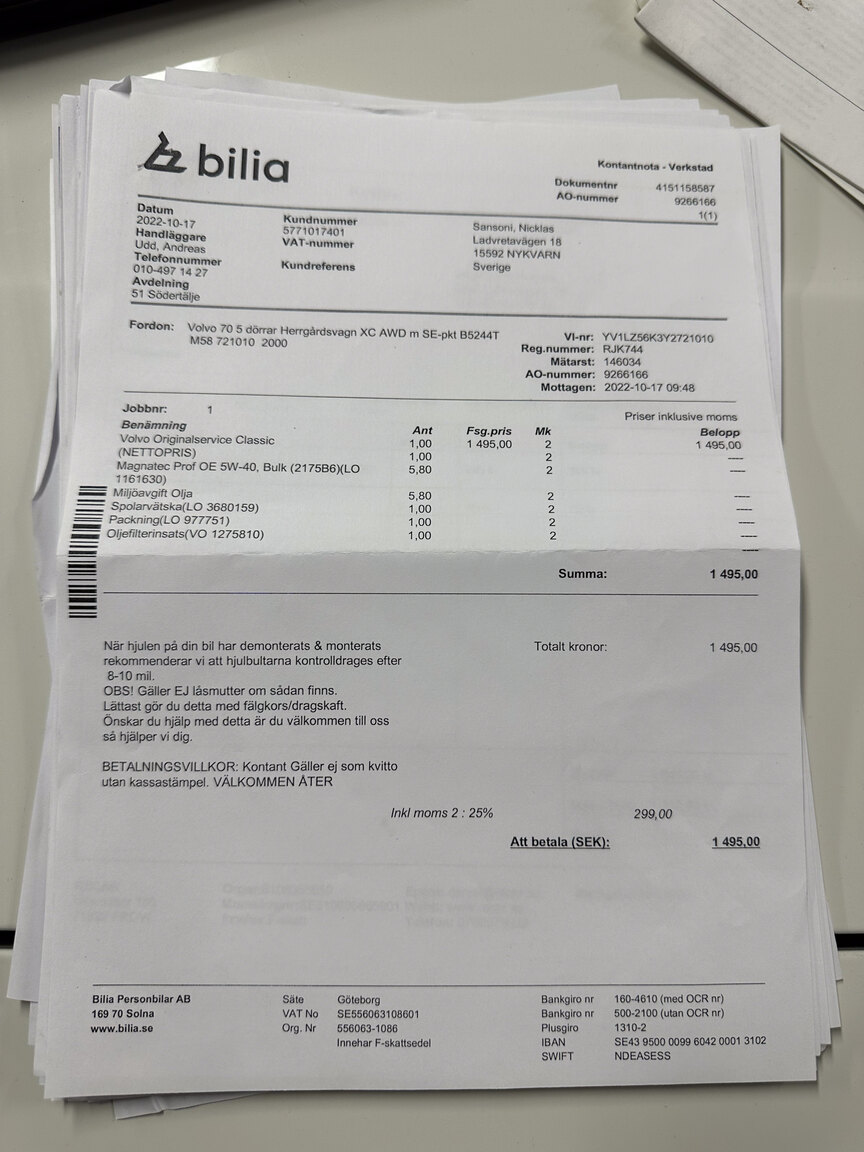 bilia
Kontantnota - Verkstad
Dokumentnr 4151158587
AO-nummer 9266166
1(1)
Datum
2022-10-17
Handläggare
Udd, Andreas
Telefonnummer
010-497 14 27
Avdelning
51 Södertälje
Kundnummer
5771017401
VAT-nummer
Kundreferens
Sansoni, Nicklas
Ladvretavägen 18
15592 NYKVARN
Sverige
Fordon: Volvo 70 5 dörrar Herrgårdsvagn XC AWD m SE-pkt B5244T
M58 721010 2000
VI-nr: YV1LZ56K3Y2721010
Reg.nummer: RJK744
Mätarst: 146034
AO-nummer: 9266166
Mottagen: 2022-10-17 09:48
Jobbnr: 1
Priser inklusive moms
Benämning Ant Fsg.pris Mk Belopp
Volvo Originalservice Classic 1,00 1 495,00 2 1 495,00
(NETTOPRIS) 1,00 2 ----
Magnatec Prof OE 5W-40, Bulk (2175B6)(LO 5,80 2 ----
1161630)
Miljöavgift Olja 5,80 2 ----
Spolarvätska(LO 3680159) 1,00 2 ----
Packning(LO 977751) 1,00 2 ----
Oljefilterinsats(VO 1275810) 1,00 2 ----
----
Summa: 1 495,00
När hjulen på din bil har demonterats & monterats
rekommenderar vi att hjulbultarna kontrolldrages efter
8-10 mil.
OBS! Gäller EJ låsmutter om sådan finns.
Lättast gör du detta med fälgkors/dragskaft.
Önskar du hjälp med detta är du välkommen till oss
så hjälper vi dig.
Totalt kronor: 1 495,00
BETALNINGSVILLKOR: Kontant Gäller ej som kvitto
utan kassastämpel. VÄLKOMMEN ÅTER
Inkl moms 2 : 25% 299,00
Att betala (SEK): 1 495,00
Bilia Personbilar AB
169 70 Solna
www.bilia.se
Säte Göteborg
VAT No SE556063108601
Org. Nr 556063-1086
Innehar F-skattsedel
Bankgiro nr 160-4610 (med OCR nr)
Bankgiro nr 500-2100 (utan OCR nr)
Plusgiro 1310-2
IBAN SE43 9500 0099 6042 0001 3102
SWIFT NDEASESS